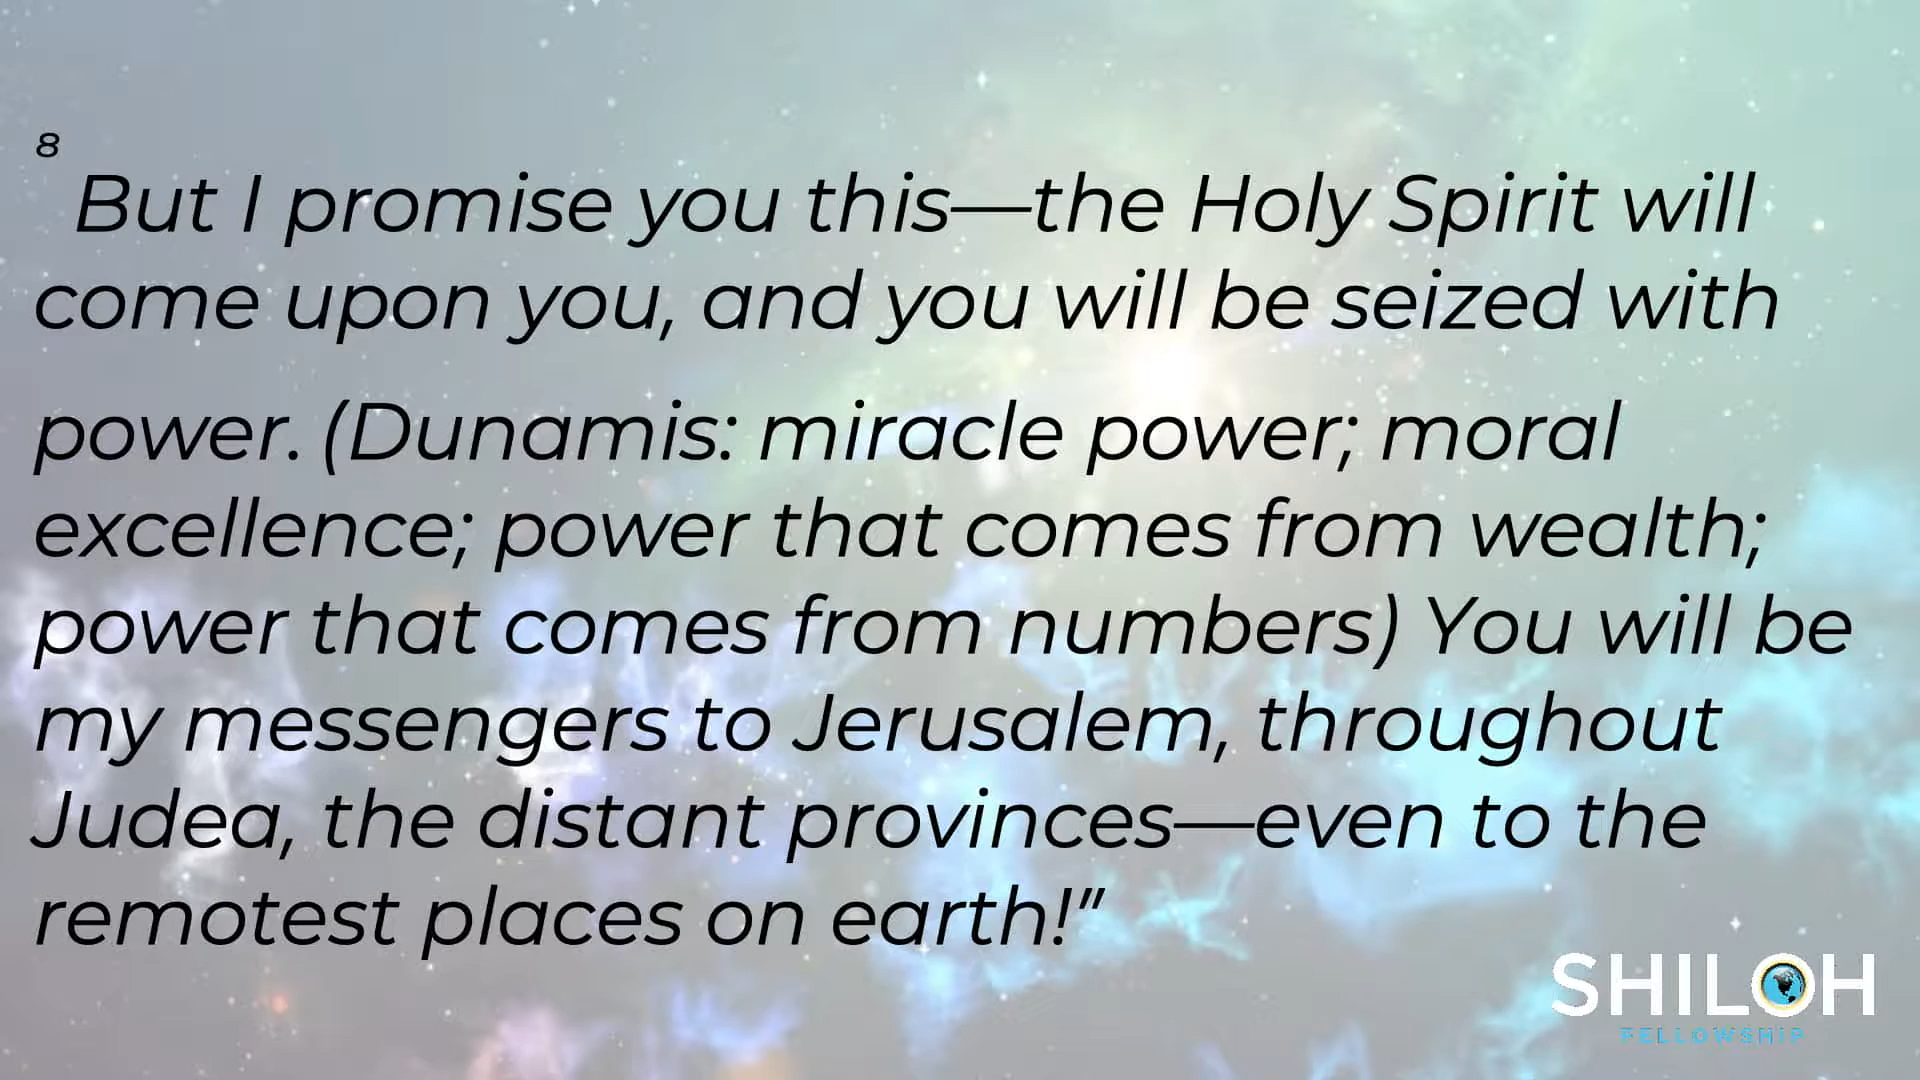 8
But I promise you this—the Holy Spirit will
come upon you, and you will be seized with
power. (Dunamis: miracle power; moral
excellence; power that comes from wealth;
power that comes from numbers) You will be
my messengers to Jerusalem, throughout
Judea, the distant provinces—even to the
remotest places on earth!”
SHILOH
FELLOWSHIP